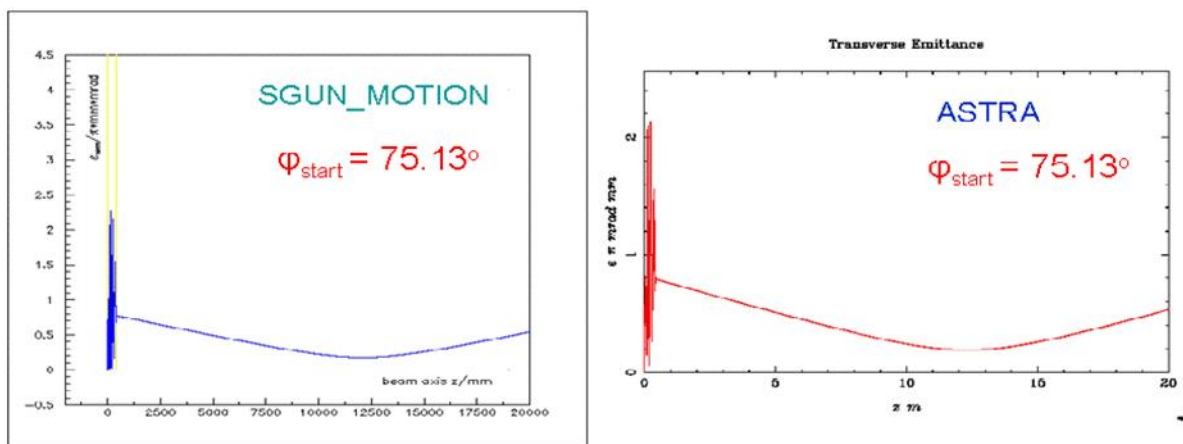 4.5
4
3.5
3
2.5
2
1.5
1
0.5
0
−0.5
SGUN_MOTION
φstart = 75.13°
beam axis z/mm
0 2500 5000 7500 10000 12500 15000 17500 20000
Transverse Emittance
ASTRA
φstart = 75.13°
ε π mrad mm
2
1
0
0 5 10 15 20
z m